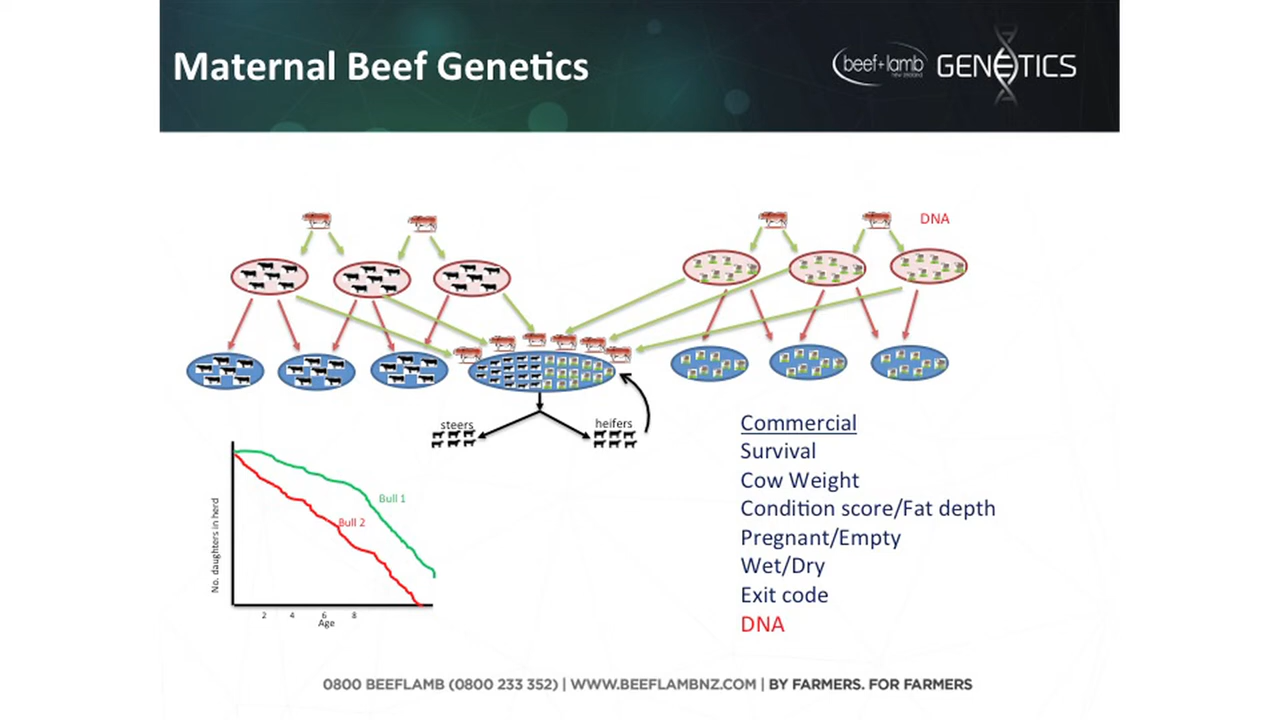 Maternal Beef Genetics
beef+lamb
new zealand
GENETICS
DNA
steers
heifers
No. daughters in herd
Bull 1
Bull 2
2 4 6 8
Age
Commercial
Survival
Cow Weight
Condition score/Fat depth
Pregnant/Empty
Wet/Dry
Exit code
DNA
0800 BEEFLAMB (0800 233 352) | WWW.BEEFLAMBNZ.COM | BY FARMERS. FOR FARMERS